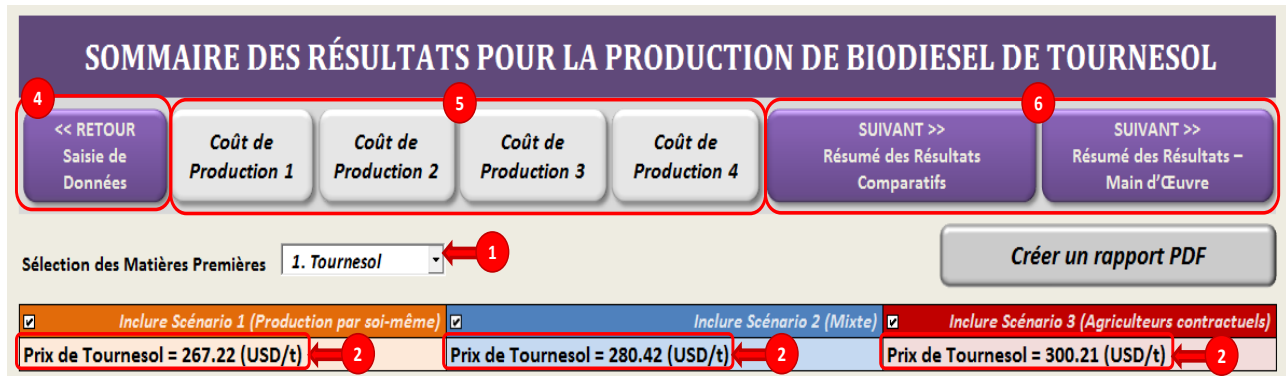 SOMMAIRE DES RÉSULTATS POUR LA PRODUCTION DE BIODIESEL DE TOURNESOL
4
5
6
<< RETOUR
Saisie de
Données
Coût de
Production 1
Coût de
Production 2
Coût de
Production 3
Coût de
Production 4
SUIVANT >>
Résumé des Résultats
Comparatifs
SUIVANT >>
Résumé des Résultats –
Main d'Œuvre
Sélection des Matières Premières
1. Tournesol
1
Créer un rapport PDF
Inclure Scénario 1 (Production par soi-même)
Inclure Scénario 2 (Mixte)
Inclure Scénario 3 (Agriculteurs contractuels)
Prix de Tournesol = 267.22 (USD/t)
2
Prix de Tournesol = 280.42 (USD/t)
2
Prix de Tournesol = 300.21 (USD/t)
2